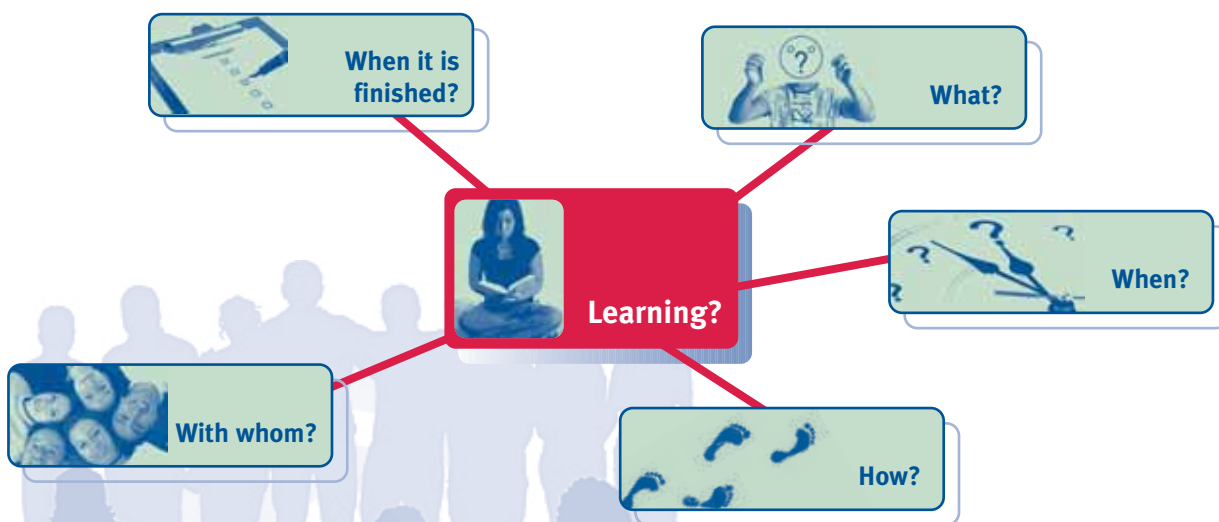 When it is
finished?
What?
Learning?
When?
With whom?
How?